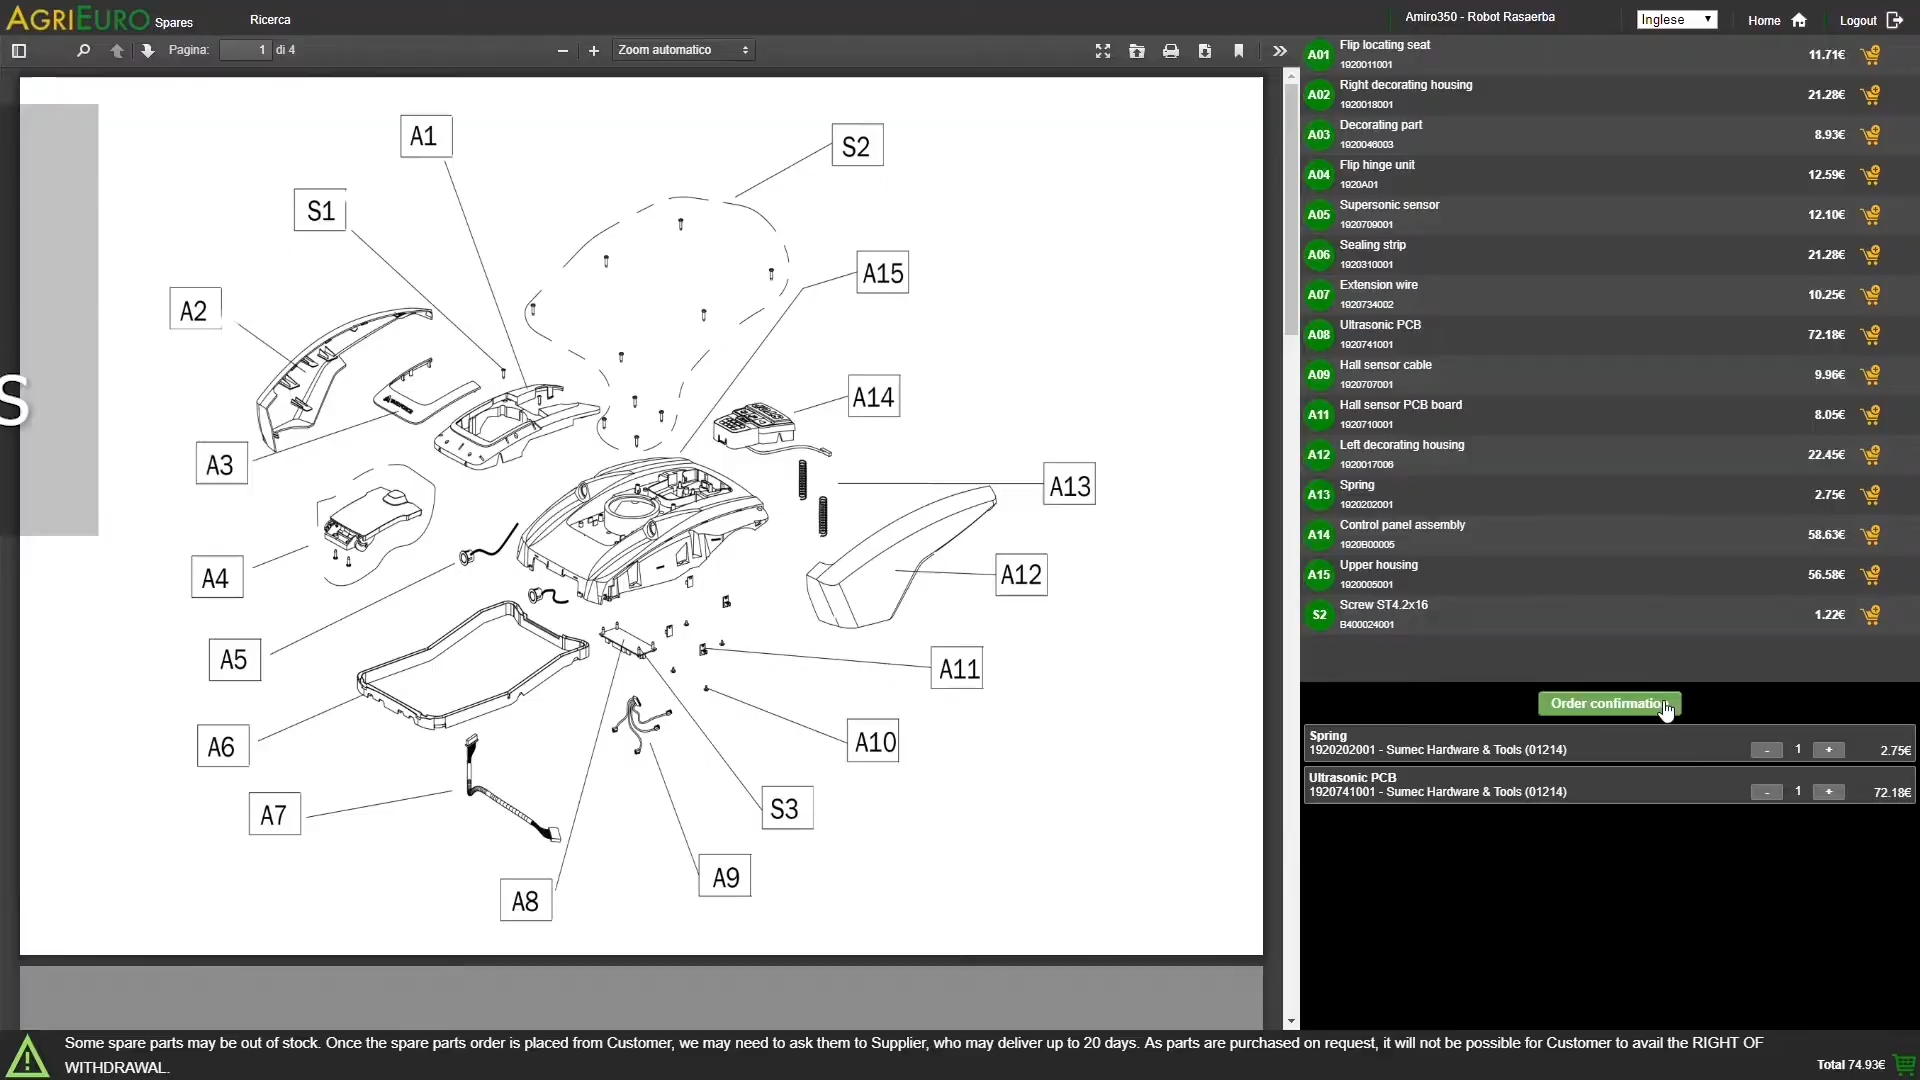 AGRIEURO Spares
Ricerca
Amiro350 - Robot Rasaerba
Inglese
Home
Logout
Pagina: 1 di 4
Zoom automatico
A1
S2
S1
A15
A2
A14
A3
A13
A4
A12
A5
A11
A6
A10
A7
S3
A9
A8
S
A01 Flip locating seat 11.71€
1920011001
A02 Right decorating housing 21.28€
1920018001
A03 Decorating part 8.93€
1920046003
A04 Flip hinge unit 12.59€
1920A01
A05 Supersonic sensor 12.10€
1920709001
A06 Sealing strip 21.28€
1920310001
A07 Extension wire 10.25€
1920734002
A08 Ultrasonic PCB 72.18€
1920741001
A09 Hall sensor cable 9.96€
1920707001
A11 Hall sensor PCB board 8.05€
1920710001
A12 Left decorating housing 22.45€
1920017006
A13 Spring 2.75€
1920202001
A14 Control panel assembly 58.63€
1920B00005
A15 Upper housing 56.58€
1920005001
S2 Screw ST4.2x16 1.22€
B400024001
Order confirmation
Spring
1920202001 - Sumec Hardware & Tools (01214) - 1 + 2.75€
Ultrasonic PCB
1920741001 - Sumec Hardware & Tools (01214) - 1 + 72.18€
Some spare parts may be out of stock. Once the spare parts order is placed from Customer, we may need to ask them to Supplier, who may deliver up to 20 days. As parts are purchased on request, it will not be possible for Customer to avail the RIGHT OF
WITHDRAWAL.
Total 74.93€